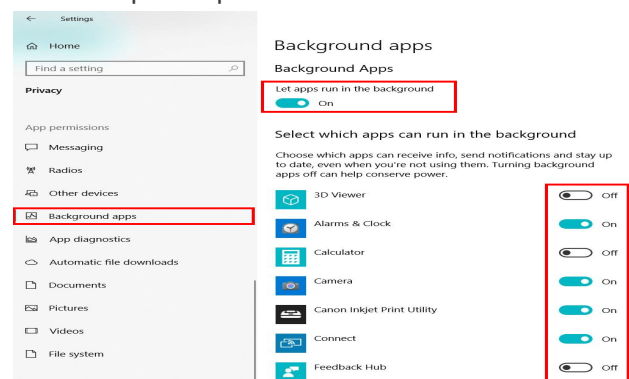 Settings
Home
Find a setting
Privacy
App permissions
Messaging
Radios
Other devices
Background apps
App diagnostics
Automatic file downloads
Documents
Pictures
Videos
File system
Background apps
Background Apps
Let apps run in the background
On
Select which apps can run in the background
Choose which apps can receive info, send notifications and stay up
to date, even when you're not using them. Turning background
apps off can help conserve power.
3D Viewer Off
Alarms & Clock On
Calculator Off
Camera On
Canon Inkjet Print Utility On
Connect On
Feedback Hub Off